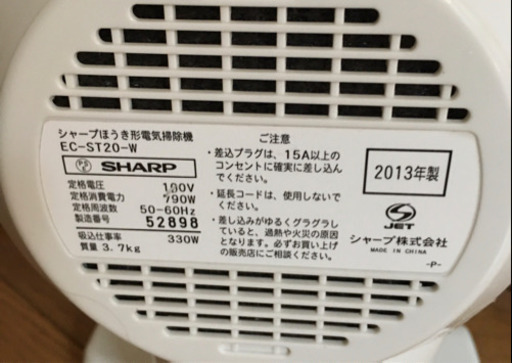 シャープほうき形電気掃除機
EC-ST20-W
PS E SHARP
定格電圧 100V
定格消費電力 790W
定格周波数 50-60Hz
製造番号 52898
吸込仕事率 330W
質量 3.7kg
ご注意
・差込プラグは、15A以上の
コンセントに確実に差し込ん
でください。
・延長コードは、使用しない
でください。
・差し込みがゆるくグラグラ
していると、過熱や火災の原因
となります。必ずお買い上げ
の販売店にご相談ください。
2013年製
JET
シャープ株式会社
MADE IN CHINA
-P-